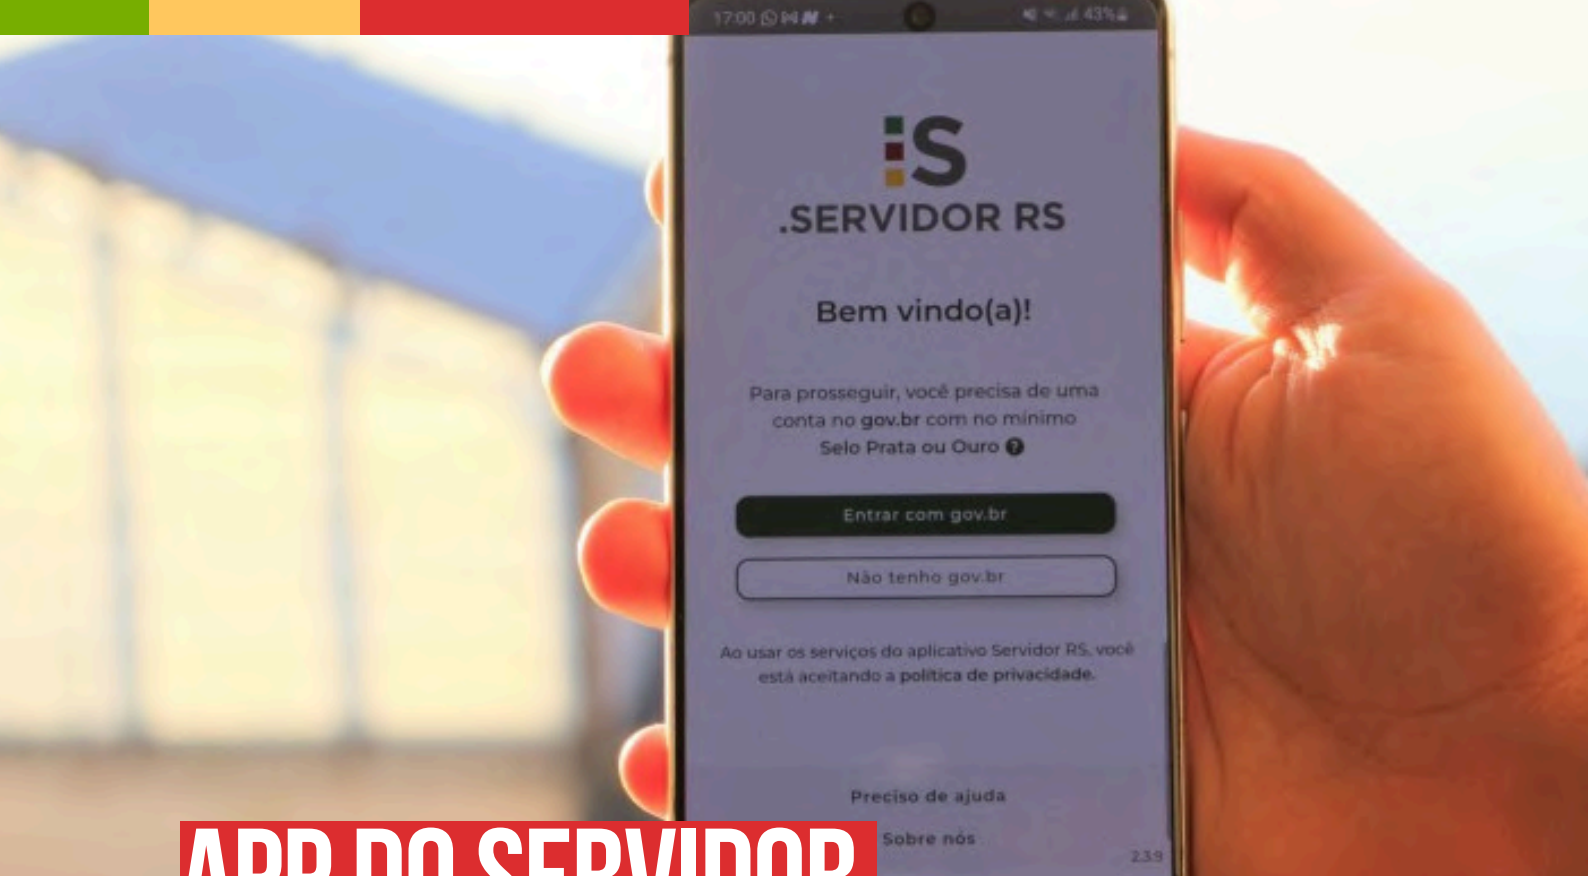 17:00
43%
S
.SERVIDOR RS
Bem vindo(a)!
Para prosseguir, você precisa de uma
conta no gov.br com no mínimo
Selo Prata ou Ouro ?
Entrar com gov.br
Não tenho gov.br
Ao usar os serviços do aplicativo Servidor RS, você
está aceitando a política de privacidade.
Preciso de ajuda
Sobre nós
2.3.9
APP DO SERVIDOR